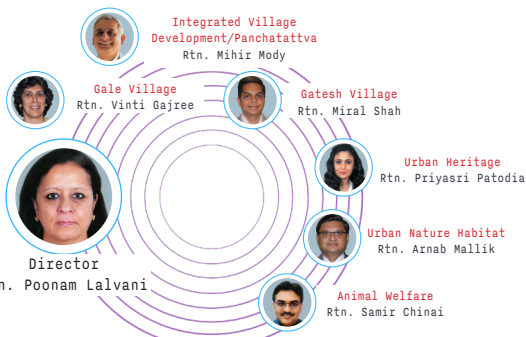 Integrated Village
Development/Panchatattva
Rtn. Mihir Mody
Gale Village
Rtn. Vinti Gajree
Gatesh Village
Rtn. Miral Shah
Urban Heritage
Rtn. Priyasri Patodia
Urban Nature Habitat
Rtn. Arnab Mallik
Director
n. Poonam Lalvani
Animal Welfare
Rtn. Samir Chinai